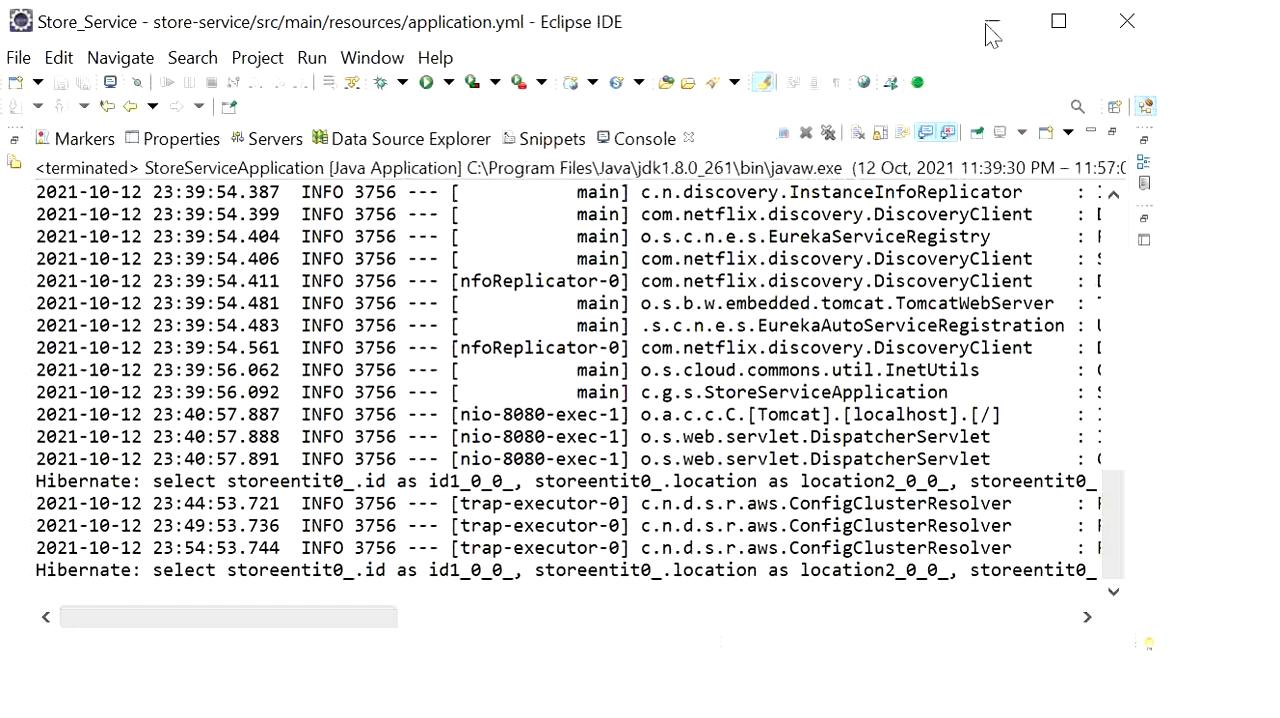 Store_Service - store-service/src/main/resources/application.yml - Eclipse IDE
File Edit Navigate Search Project Run Window Help
Markers Properties Servers Data Source Explorer Snippets Console
<terminated> StoreServiceApplication [Java Application] C:\Program Files\Java\jdk1.8.0_261\bin\javaw.exe (12 Oct, 2021 11:39:30 PM – 11:57:0
2021-10-12 23:39:54.387 INFO 3756 --- [ main] c.n.discovery.InstanceInfoReplicator :
2021-10-12 23:39:54.399 INFO 3756 --- [ main] com.netflix.discovery.DiscoveryClient :
2021-10-12 23:39:54.404 INFO 3756 --- [ main] o.s.c.n.e.s.EurekaServiceRegistry :
2021-10-12 23:39:54.406 INFO 3756 --- [ main] com.netflix.discovery.DiscoveryClient :
2021-10-12 23:39:54.411 INFO 3756 --- [nfoReplicator-0] com.netflix.discovery.DiscoveryClient :
2021-10-12 23:39:54.481 INFO 3756 --- [ main] o.s.b.w.embedded.tomcat.TomcatWebServer :
2021-10-12 23:39:54.483 INFO 3756 --- [ main] .s.c.n.e.s.EurekaAutoServiceRegistration :
2021-10-12 23:39:54.561 INFO 3756 --- [nfoReplicator-0] com.netflix.discovery.DiscoveryClient :
2021-10-12 23:39:56.062 INFO 3756 --- [ main] o.s.cloud.commons.util.InetUtils :
2021-10-12 23:39:56.092 INFO 3756 --- [ main] c.g.s.StoreServiceApplication :
2021-10-12 23:40:57.887 INFO 3756 --- [nio-8080-exec-1] o.a.c.c.C.[Tomcat].[localhost].[/] :
2021-10-12 23:40:57.888 INFO 3756 --- [nio-8080-exec-1] o.s.web.servlet.DispatcherServlet :
2021-10-12 23:40:57.891 INFO 3756 --- [nio-8080-exec-1] o.s.web.servlet.DispatcherServlet :
Hibernate: select storeentit0_.id as id1_0_0_, storeentit0_.location as location2_0_0_, storeentit0_
2021-10-12 23:44:53.721 INFO 3756 --- [trap-executor-0] c.n.d.s.r.aws.ConfigClusterResolver :
2021-10-12 23:49:53.736 INFO 3756 --- [trap-executor-0] c.n.d.s.r.aws.ConfigClusterResolver :
2021-10-12 23:54:53.744 INFO 3756 --- [trap-executor-0] c.n.d.s.r.aws.ConfigClusterResolver :
Hibernate: select storeentit0_.id as id1_0_0_, storeentit0_.location as location2_0_0_, storeentit0_